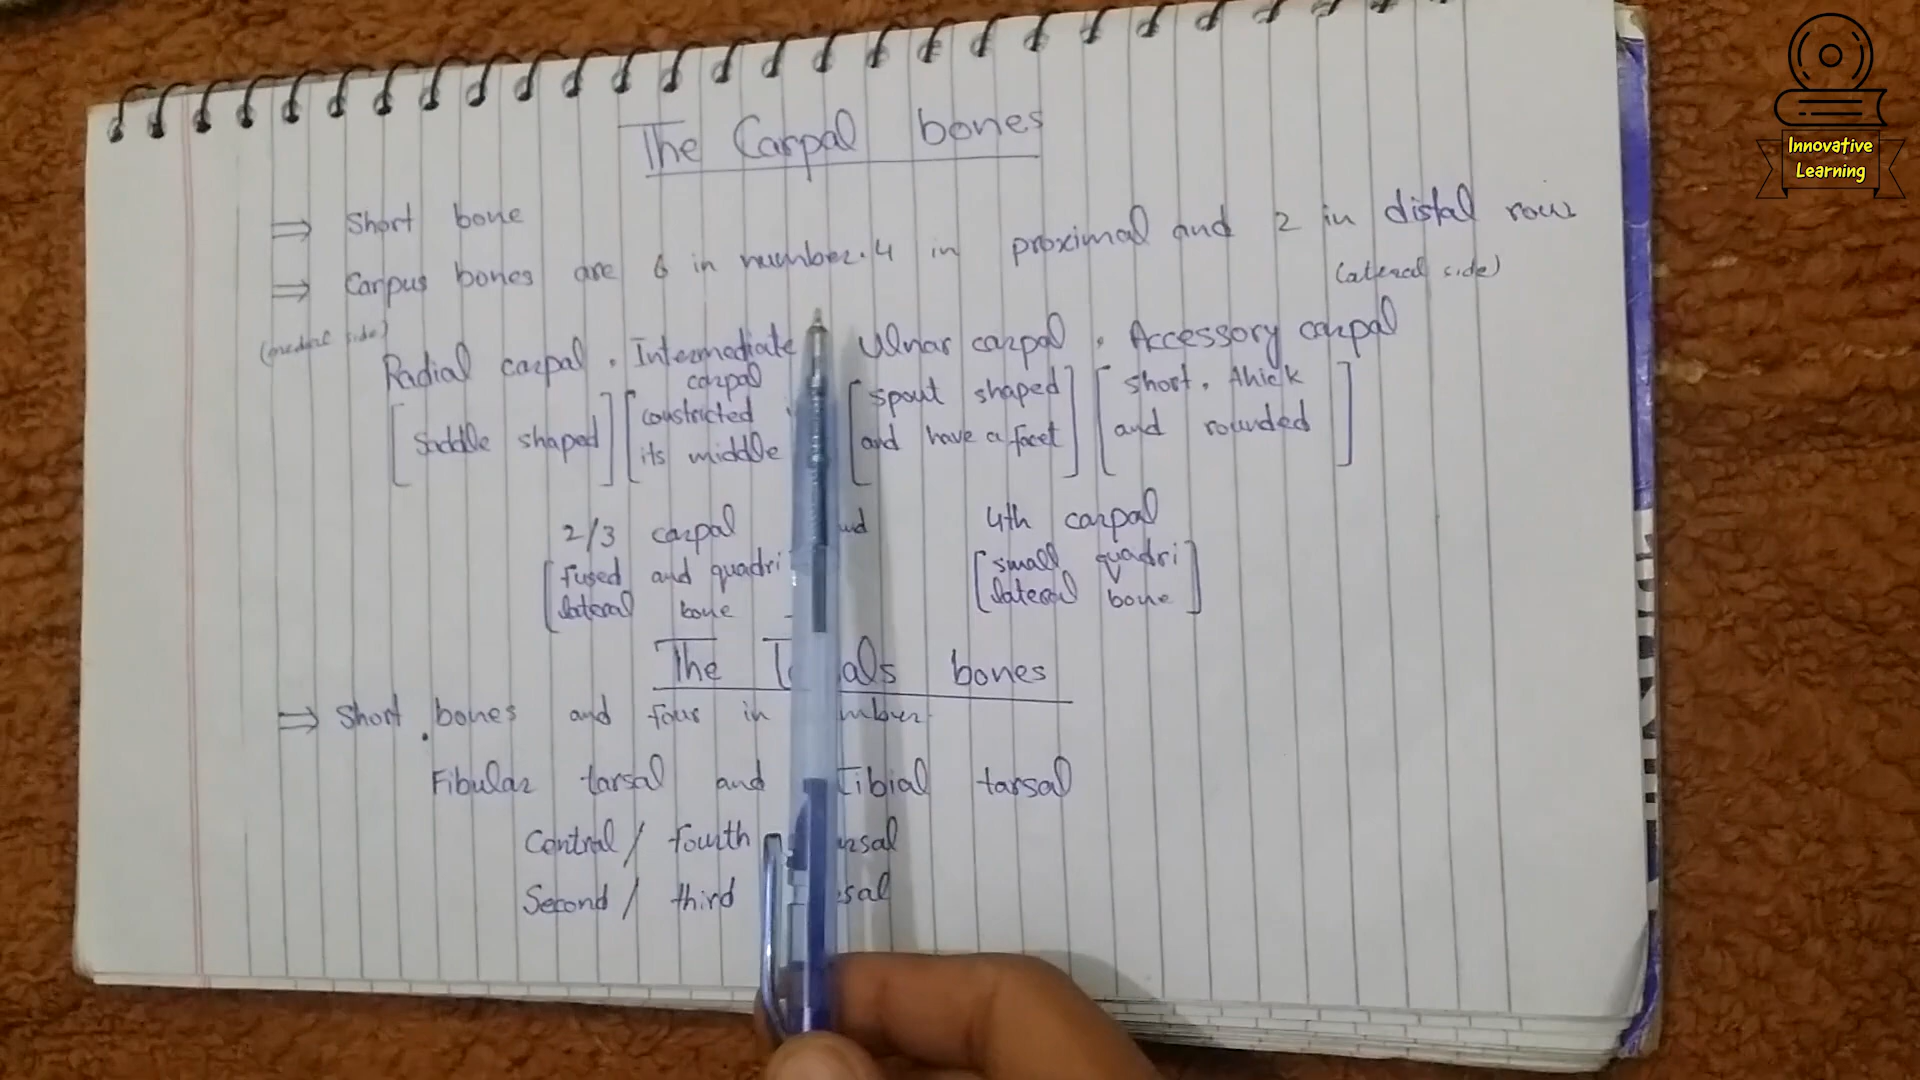 The Carpal bones
⇒ Short bone
⇒ Carpus bones are 6 in number. 4 in proximal and 2 in distal row
(medial side) (lateral side)
Radial carpal, Intermediate carpal Ulnar carpal, Accessory carpal
[Saddle shaped] [constricted its middle [spout shaped and have a facet] [short, thick and rounded]
2/3 carpal 4th carpal
[fused and quadri lateral bone [small quadri lateral bone]
The bones
⇒ Short bones and four in
Fibular tarsal and Tibial tarsal
Central / fourth
Second / third
Innovative
Learning